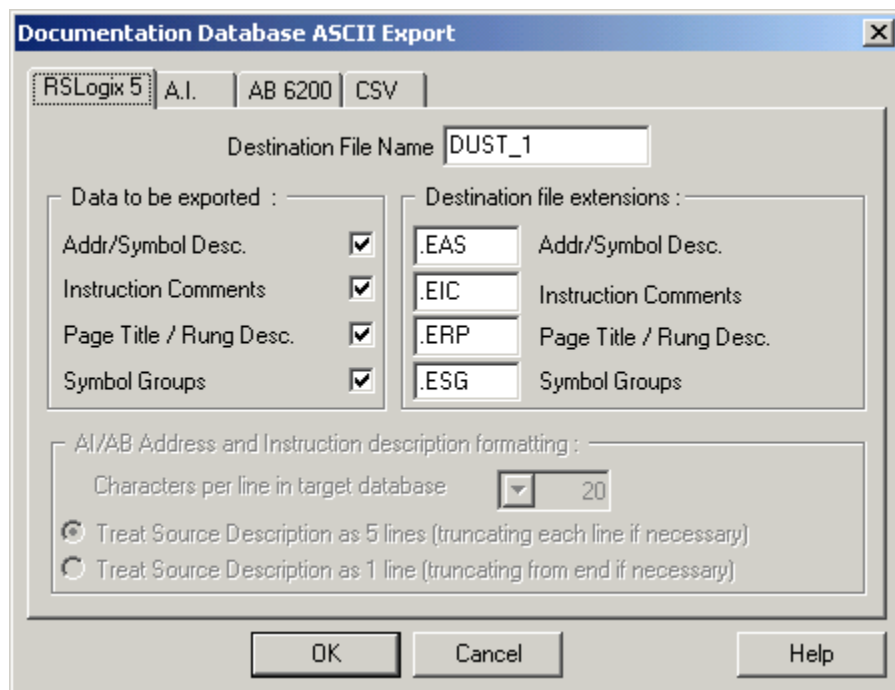 Documentation Database ASCII Export
RSLogix 5 A.I. AB 6200 CSV
Destination File Name DUST_1
Data to be exported :
Addr/Symbol Desc.
Instruction Comments
Page Title / Rung Desc.
Symbol Groups
Destination file extensions :
.EAS Addr/Symbol Desc.
.EIC Instruction Comments
.ERP Page Title / Rung Desc.
.ESG Symbol Groups
AI/AB Address and Instruction description formatting :
Characters per line in target database 20
Treat Source Description as 5 lines (truncating each line if necessary)
Treat Source Description as 1 line (truncating from end if necessary)
OK Cancel Help